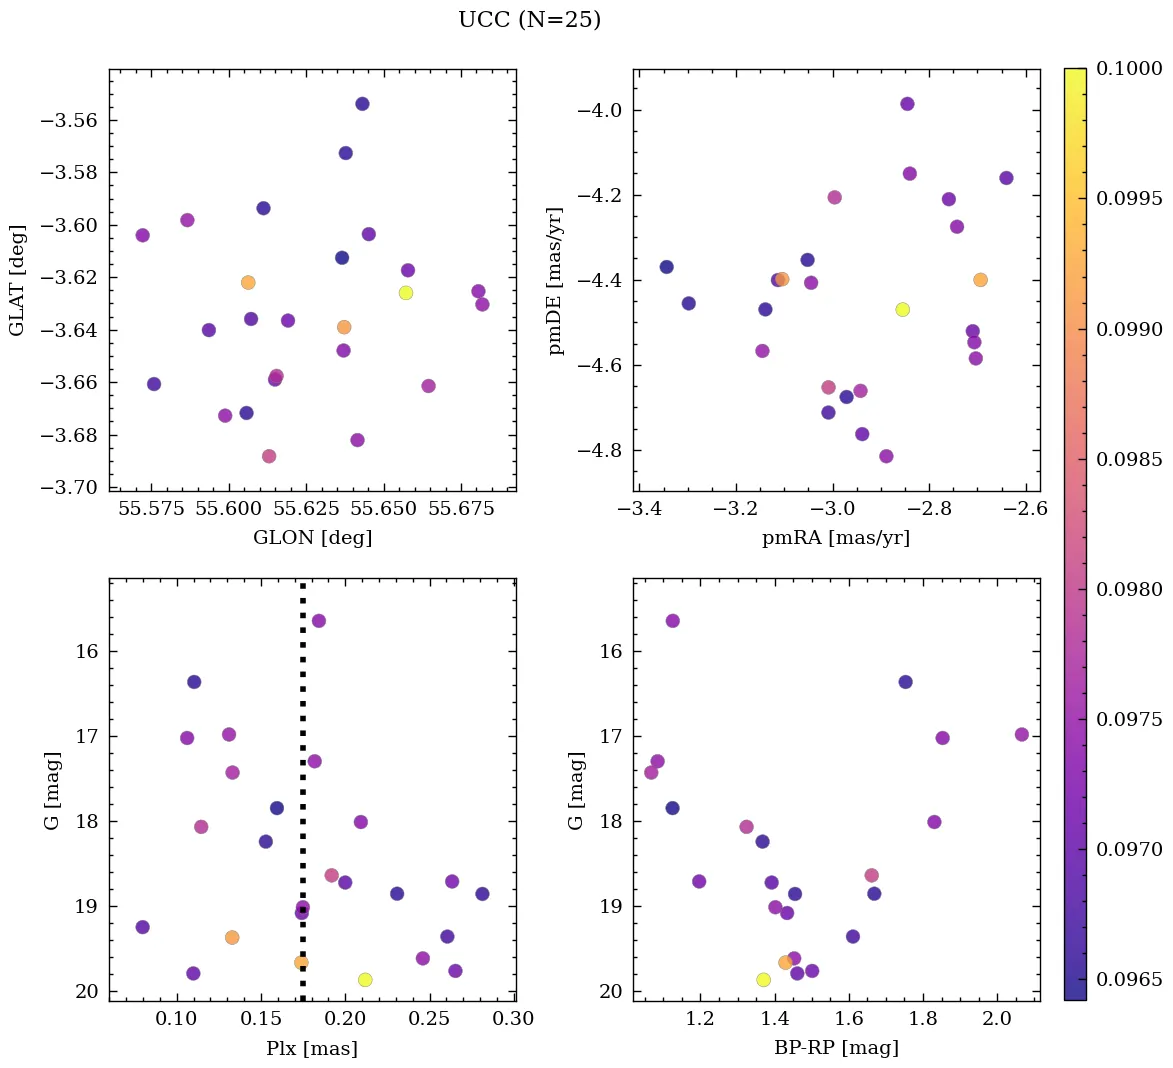 UCC (N=25)
−3.56
−3.58
−3.60
−3.62
−3.64
−3.66
−3.68
−3.70
GLAT [deg]
55.575 55.600 55.625 55.650 55.675
GLON [deg]
−4.0
−4.2
−4.4
−4.6
−4.8
pmDE [mas/yr]
−3.4 −3.2 −3.0 −2.8 −2.6
pmRA [mas/yr]
16
17
18
19
20
G [mag]
0.10 0.15 0.20 0.25 0.30
Plx [mas]
16
17
18
19
20
G [mag]
1.2 1.4 1.6 1.8 2.0
BP-RP [mag]
0.1000
0.0995
0.0990
0.0985
0.0980
0.0975
0.0970
0.0965